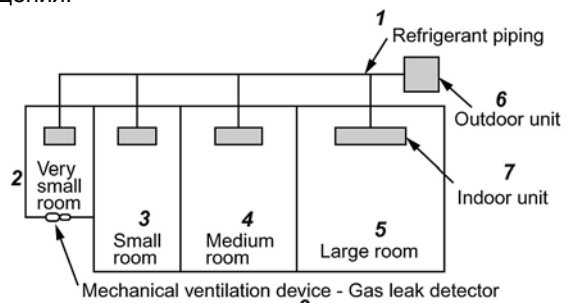 щения.
1
Refrigerant piping
6
Outdoor unit
2
Very
small
room
3
Small
room
4
Medium
room
5
Large room
7
Indoor unit
Mechanical ventilation device - Gas leak detector